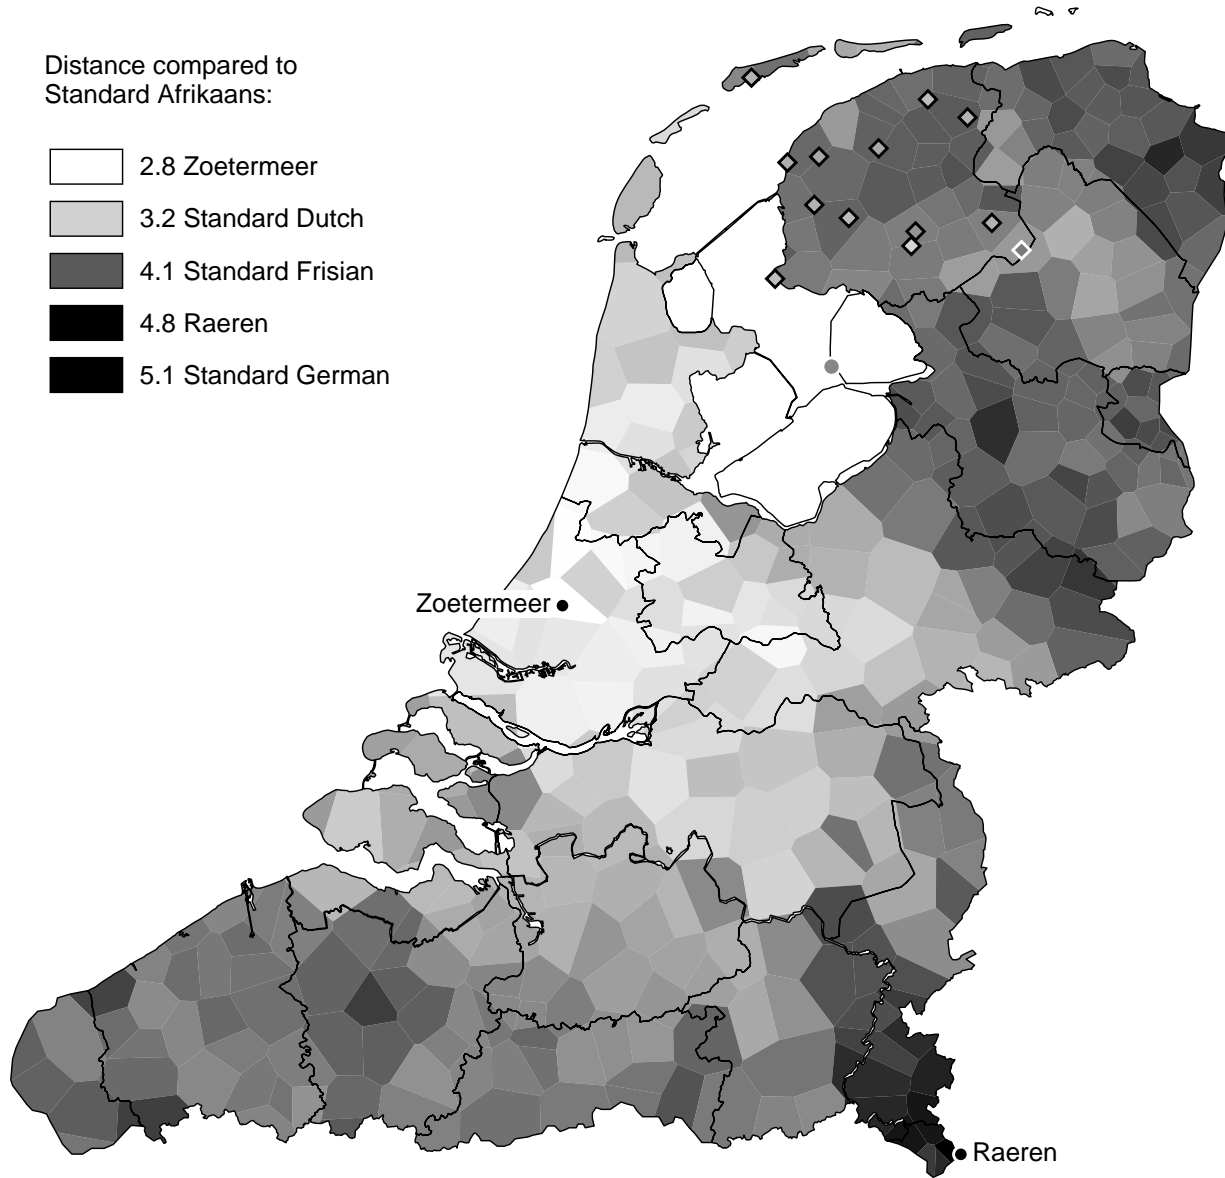 Distance compared to
Standard Afrikaans:
2.8 Zoetermeer
3.2 Standard Dutch
4.1 Standard Frisian
4.8 Raeren
5.1 Standard German
Zoetermeer
Raeren